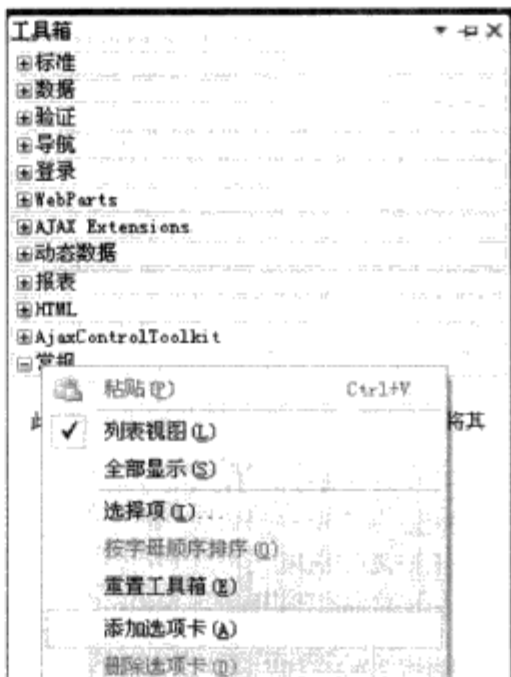 工具箱
标准
数据
验证
导航
登录
WebParts
AJAX Extensions
动态数据
报表
HTML
AjaxControlToolkit
常规
粘贴(P) Ctrl+V
将其
列表视图(L)
全部显示(S)
选择项(I)...
按字母顺序排序(O)
重置工具箱(E)
添加选项卡(A)
删除选项卡(D)